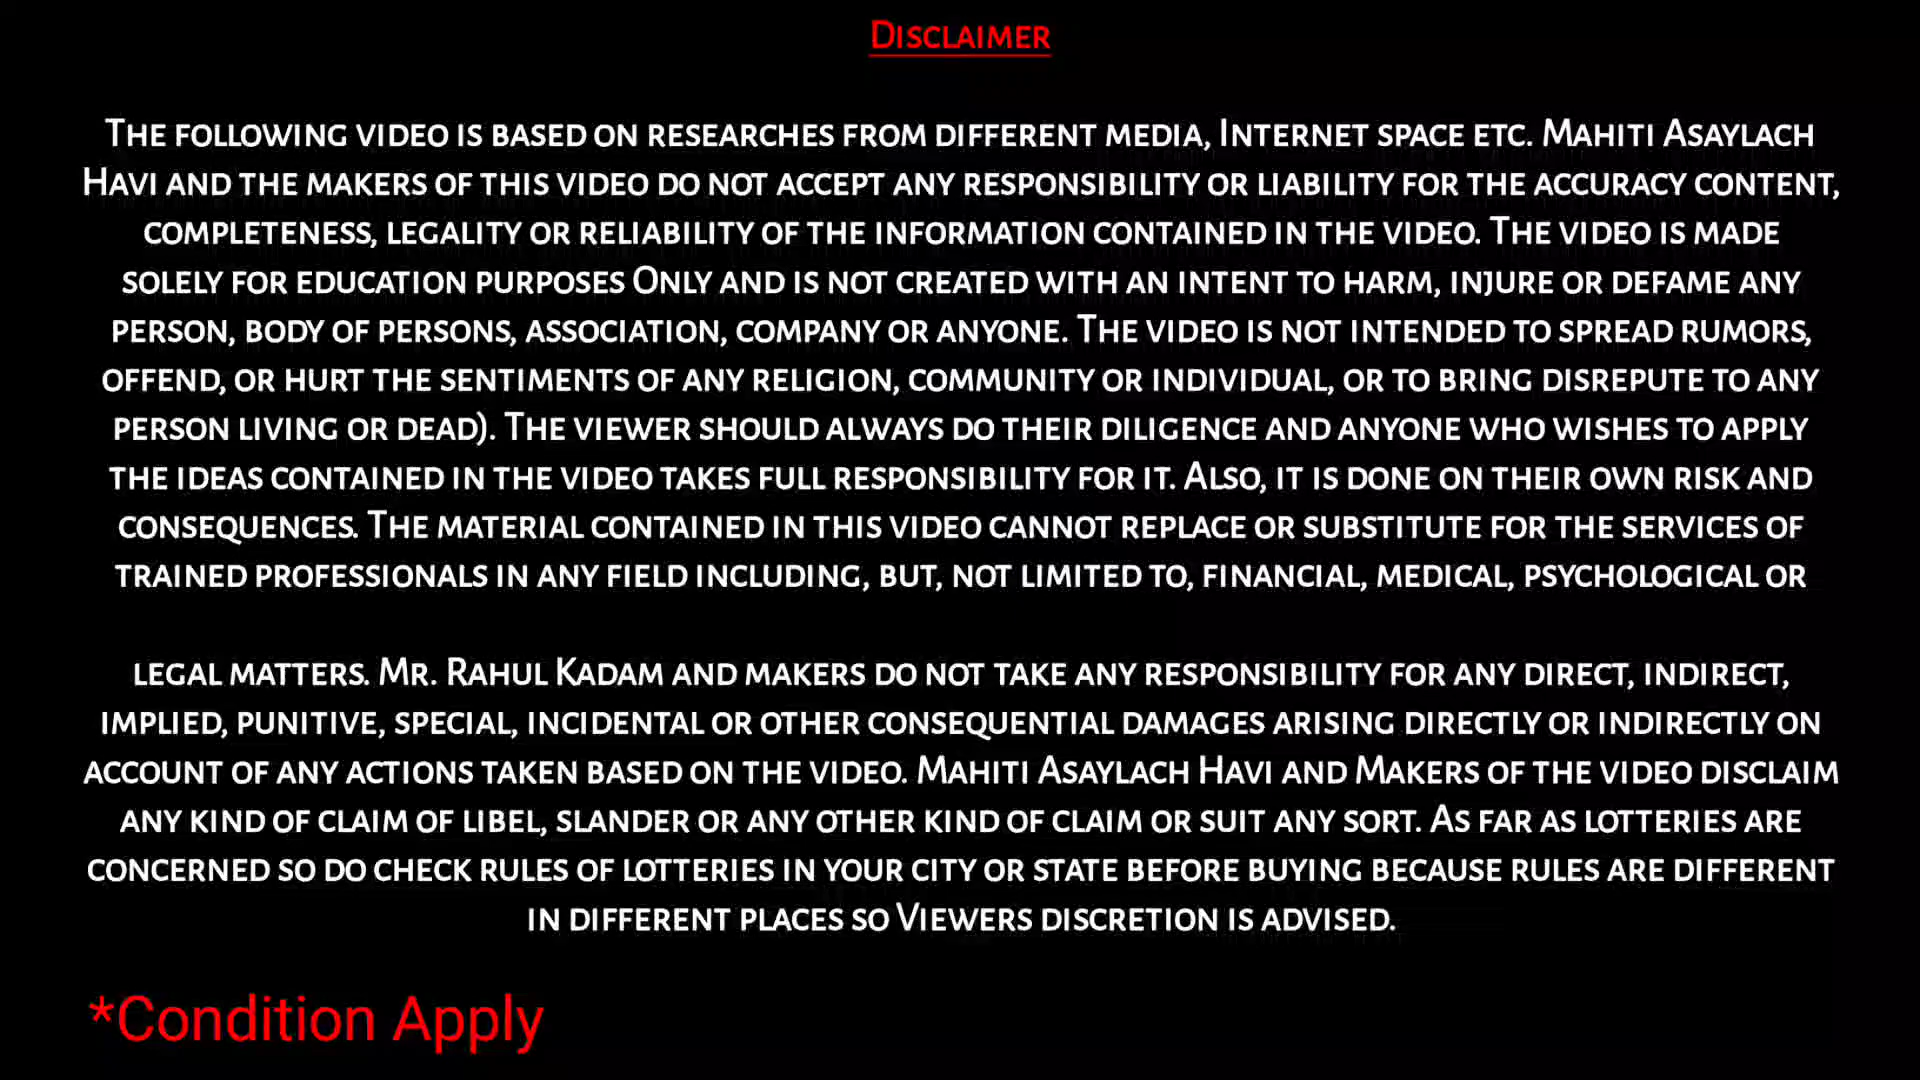 Disclaimer
The following video is based on researches from different media, Internet space etc. Mahiti Asaylach
Havi and the makers of this video do not accept any responsibility or liability for the accuracy content,
completeness, legality or reliability of the information contained in the video. The video is made
solely for education purposes Only and is not created with an intent to harm, injure or defame any
person, body of persons, association, company or anyone. The video is not intended to spread rumors,
offend, or hurt the sentiments of any religion, community or individual, or to bring disrepute to any
person living or dead). The viewer should always do their diligence and anyone who wishes to apply
the ideas contained in the video takes full responsibility for it. Also, it is done on their own risk and
consequences. The material contained in this video cannot replace or substitute for the services of
trained professionals in any field including, but, not limited to, financial, medical, psychological or
legal matters. Mr. Rahul Kadam and makers do not take any responsibility for any direct, indirect,
implied, punitive, special, incidental or other consequential damages arising directly or indirectly on
account of any actions taken based on the video. Mahiti Asaylach Havi and Makers of the video disclaim
any kind of claim of libel, slander or any other kind of claim or suit any sort. As far as lotteries are
concerned so do check rules of lotteries in your city or state before buying because rules are different
in different places so Viewers discretion is advised.
*Condition Apply